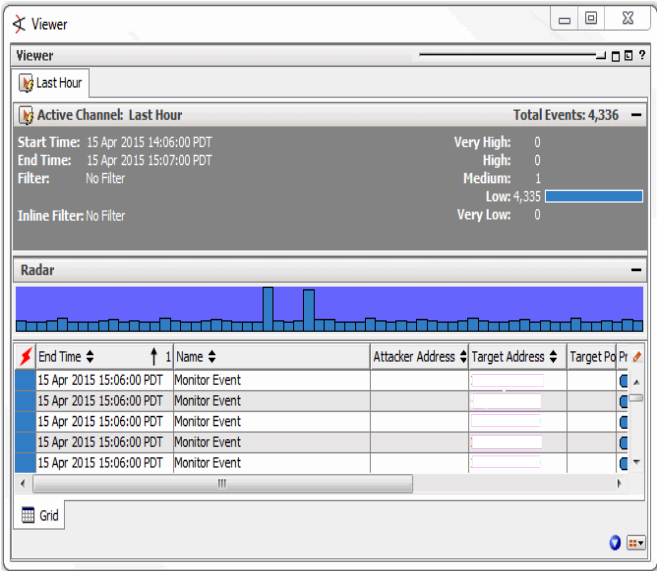 Viewer
Viewer ?
Last Hour
Active Channel: Last Hour Total Events: 4,336
Start Time: 15 Apr 2015 14:06:00 PDT Very High: 0
End Time: 15 Apr 2015 15:07:00 PDT High: 0
Filter: No Filter Medium: 1
Low: 4,335
Inline Filter: No Filter Very Low: 0
Radar
End Time 1 Name Attacker Address Target Address Target Po Pr
15 Apr 2015 15:06:00 PDT Monitor Event
15 Apr 2015 15:06:00 PDT Monitor Event
15 Apr 2015 15:06:00 PDT Monitor Event
15 Apr 2015 15:06:00 PDT Monitor Event
15 Apr 2015 15:06:00 PDT Monitor Event
Grid